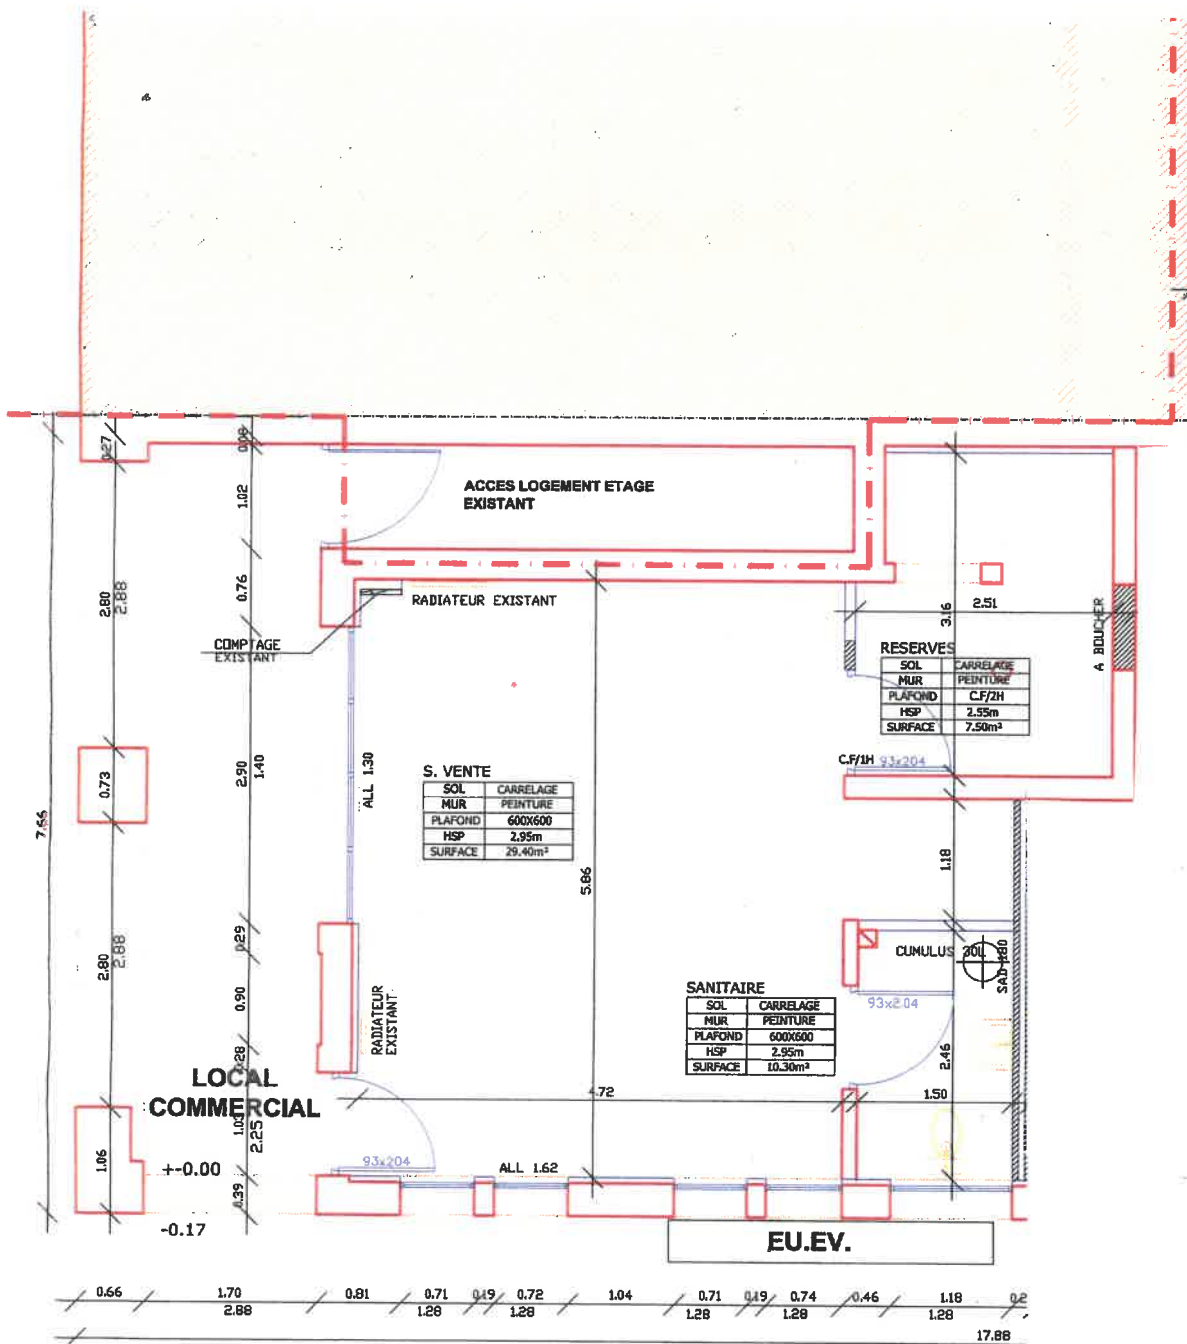 0.27
0.08
ACCES LOGEMENT ETAGE
EXISTANT
1.02
2.80
2.88
0.76
RADIATEUR EXISTANT
COMPTAGE
EXISTANT
3.16
2.51
A BOUCHER
RESERVES
SOL CARRELAGE
MUR PEINTURE
PLAFOND C.F/2H
HSP 2.55m
SURFACE 7.50m²
C.F/1H 93x204
7.66
0.73
2.90
1.40
ALL 1.30
S. VENTE
SOL CARRELAGE
MUR PEINTURE
PLAFOND 600X600
HSP 2.95m
SURFACE 29.40m²
5.86
1.18
2.80
2.88
0.29
0.90
0.28
RADIATEUR
EXISTANT
CUMULUS 30L
SAD 180
93x2.04
SANITAIRE
SOL CARRELAGE
MUR PEINTURE
PLAFOND 600X600
HSP 2.95m
SURFACE 10.30m²
2.46
LOCAL
COMMERCIAL
4.72
1.50
1.03
2.25
1.06
+-0.00
93x204
ALL 1.62
0.39
-0.17
EU.EV.
0.66 1.70 0.81 0.71 0.19 0.72 1.04 0.71 0.19 0.74 0.46 1.18
2.88 1.28 1.28 1.28 1.28 1.28
17.88